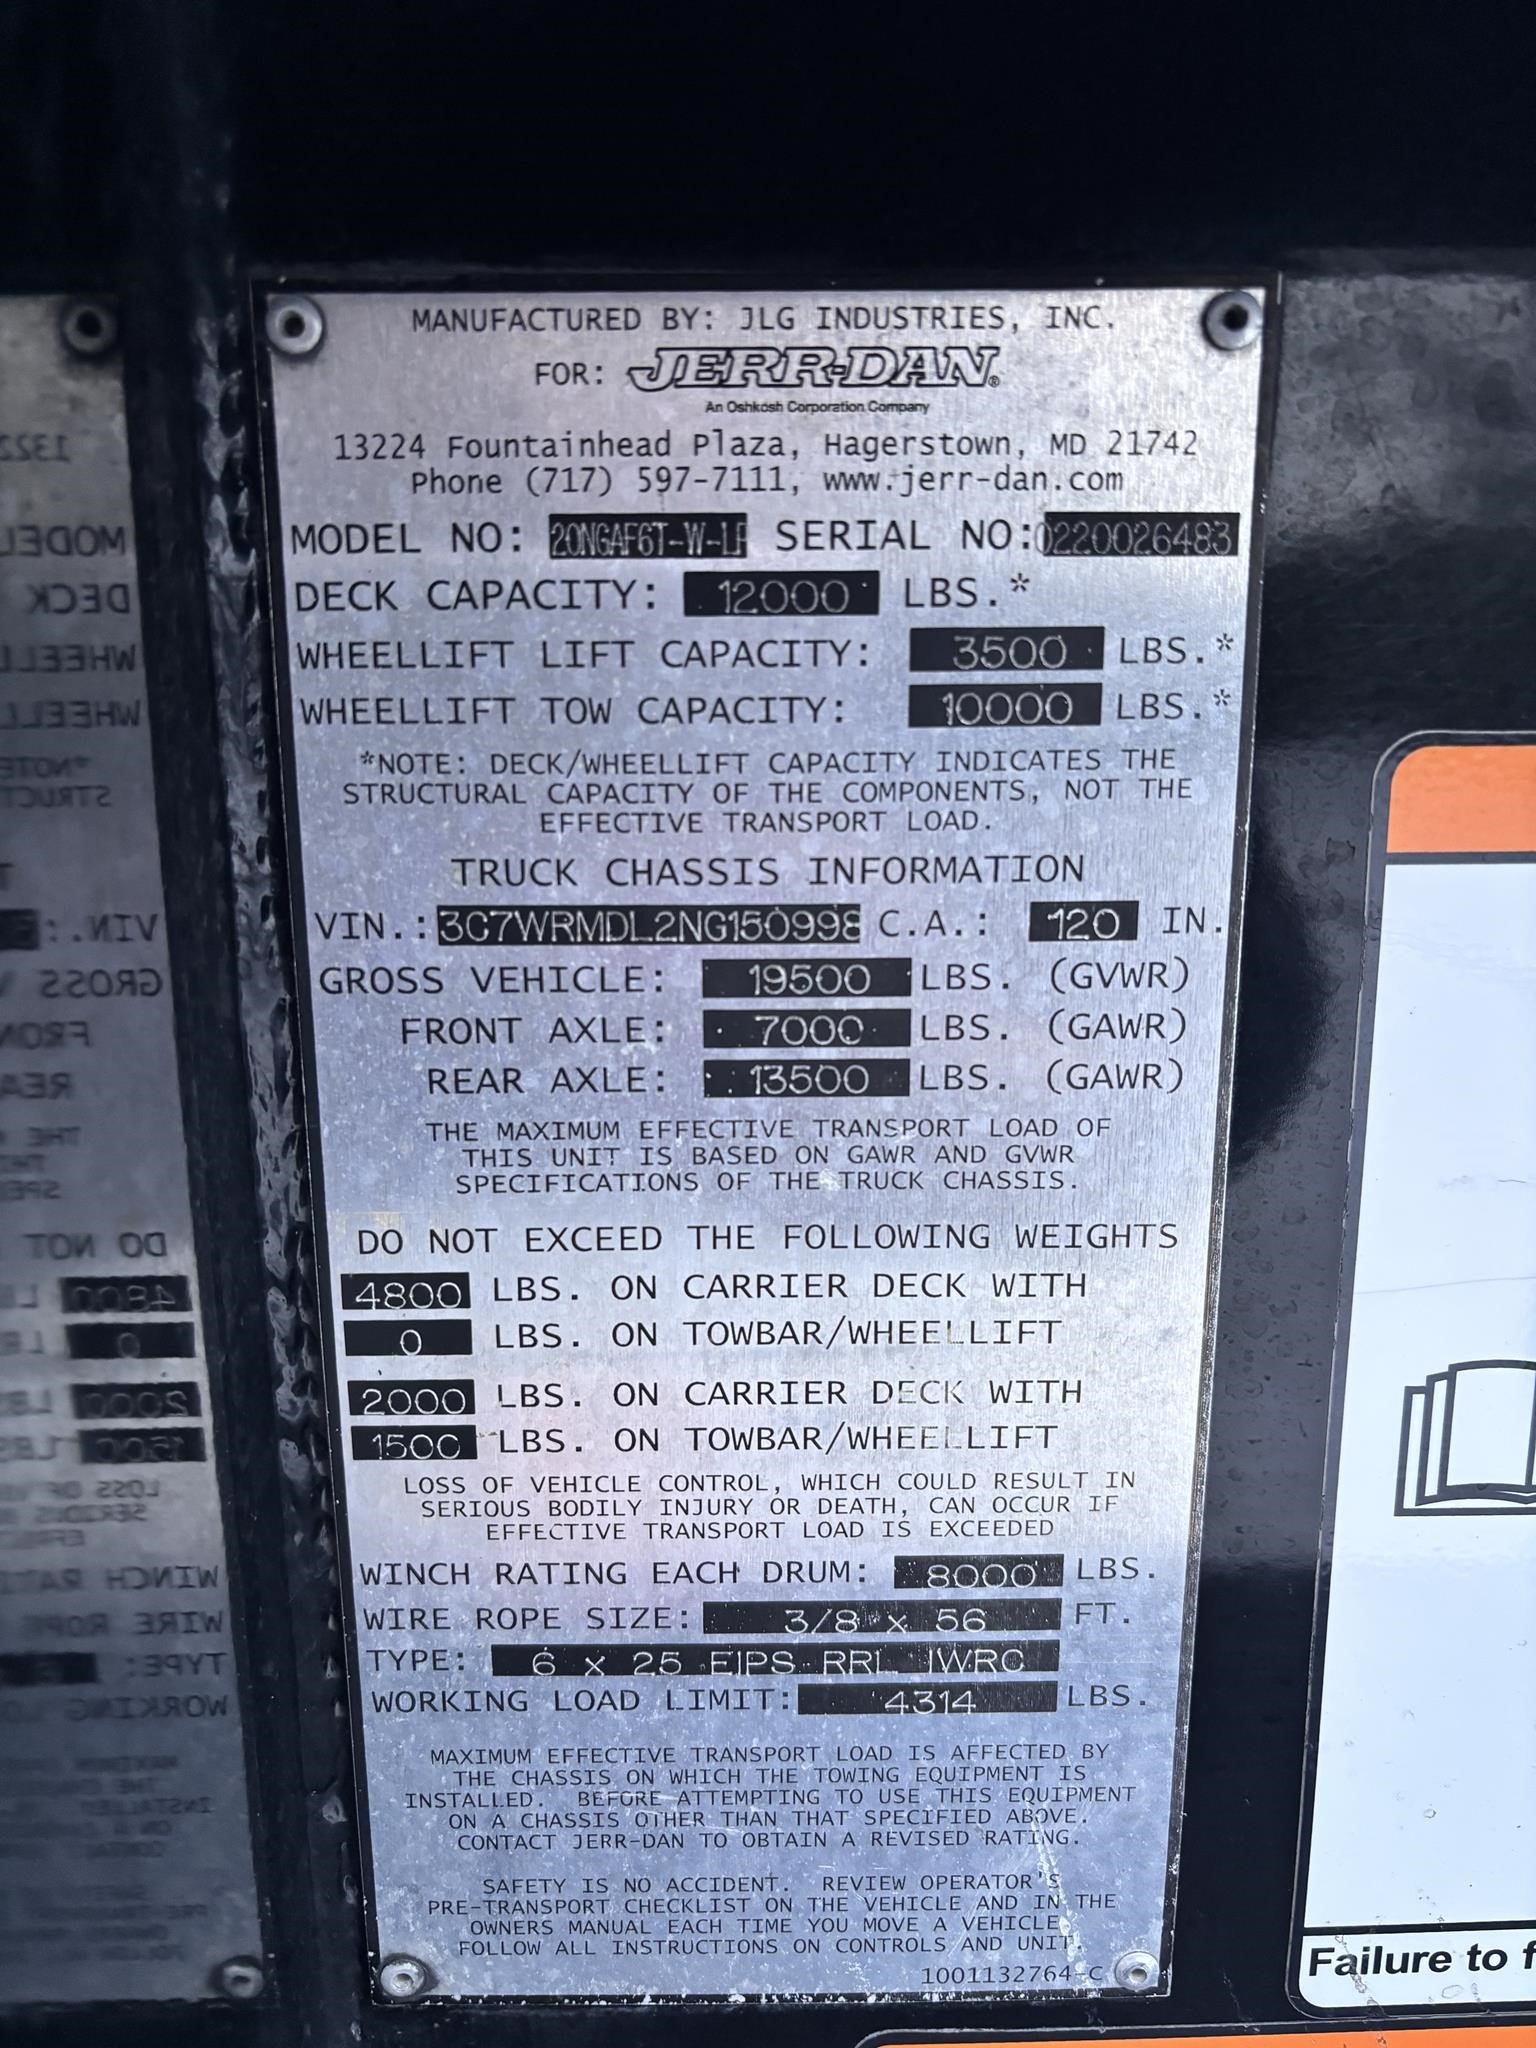 MANUFACTURED BY: JLG INDUSTRIES, INC.
FOR: JERR-DAN®
An Oshkosh Corporation Company
13224 Fountainhead Plaza, Hagerstown, MD 21742
Phone (717) 597-7111, www.jerr-dan.com
MODEL NO: 20NGAF6T-W-LP SERIAL NO: 0220026483
DECK CAPACITY: 12000 LBS.*
WHEELLIFT LIFT CAPACITY: 3500 LBS.*
WHEELLIFT TOW CAPACITY: 10000 LBS.*
*NOTE: DECK/WHEELLIFT CAPACITY INDICATES THE
STRUCTURAL CAPACITY OF THE COMPONENTS, NOT THE
EFFECTIVE TRANSPORT LOAD.
TRUCK CHASSIS INFORMATION
VIN.: 3C7WRMDL2NG150998 C.A.: 120 IN.
GROSS VEHICLE: 19500 LBS. (GVWR)
FRONT AXLE: 7000 LBS. (GAWR)
REAR AXLE: 13500 LBS. (GAWR)
THE MAXIMUM EFFECTIVE TRANSPORT LOAD OF
THIS UNIT IS BASED ON GAWR AND GVWR
SPECIFICATIONS OF THE TRUCK CHASSIS.
DO NOT EXCEED THE FOLLOWING WEIGHTS
4800 LBS. ON CARRIER DECK WITH
0 LBS. ON TOWBAR/WHEELLIFT
2000 LBS. ON CARRIER DECK WITH
1500 LBS. ON TOWBAR/WHEELLIFT
LOSS OF VEHICLE CONTROL, WHICH COULD RESULT IN
SERIOUS BODILY INJURY OR DEATH, CAN OCCUR IF
EFFECTIVE TRANSPORT LOAD IS EXCEEDED
WINCH RATING EACH DRUM: 8000 LBS.
WIRE ROPE SIZE: 3/8 x 56 FT.
TYPE: 6 x 25 EIPS RRL IWRC
WORKING LOAD LIMIT: 4314 LBS.
MAXIMUM EFFECTIVE TRANSPORT LOAD IS AFFECTED BY
THE CHASSIS ON WHICH THE TOWING EQUIPMENT IS
INSTALLED. BEFORE ATTEMPTING TO USE THIS EQUIPMENT
ON A CHASSIS OTHER THAN THAT SPECIFIED ABOVE.
CONTACT JERR-DAN TO OBTAIN A REVISED RATING.
SAFETY IS NO ACCIDENT. REVIEW OPERATOR'S
PRE-TRANSPORT CHECKLIST ON THE VEHICLE AND IN THE
OWNERS MANUAL EACH TIME YOU MOVE A VEHICLE
FOLLOW ALL INSTRUCTIONS ON CONTROLS AND UNIT.
1001132764-C
Failure to f